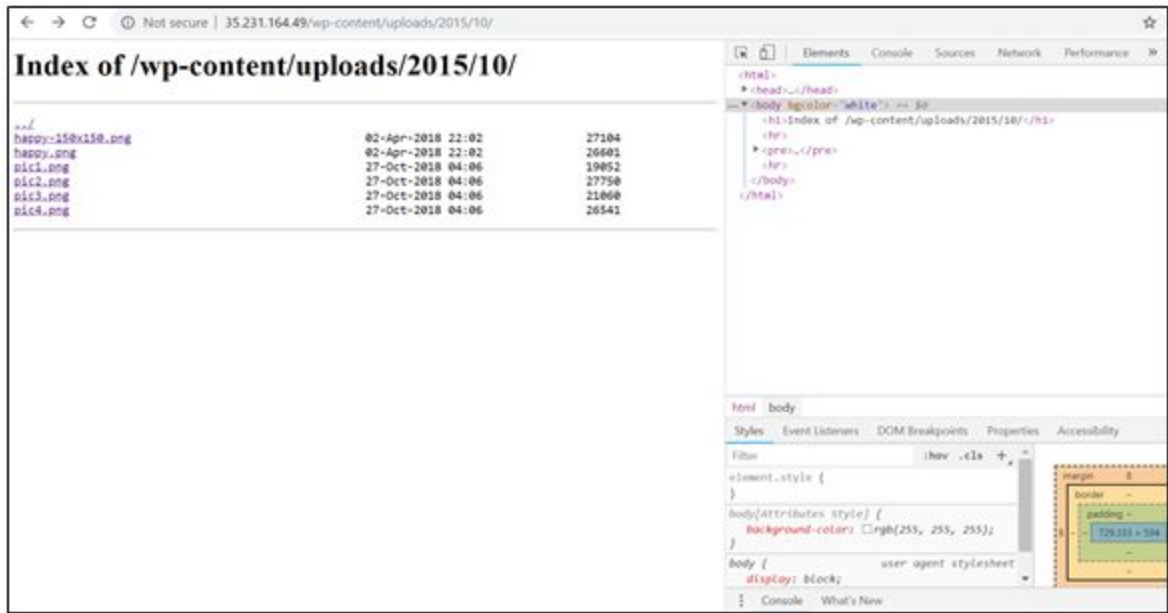 Not secure | 35.231.164.49/wp-content/uploads/2015/10/
Index of /wp-content/uploads/2015/10/
../
happy-150x150.png 02-Apr-2018 22:02 27104
happy.png 02-Apr-2018 22:02 26601
pic1.png 27-Oct-2018 04:06 19052
pic2.png 27-Oct-2018 04:06 27750
pic3.png 27-Oct-2018 04:06 21060
pic4.png 27-Oct-2018 04:06 26541
Elements Console Sources Network Performance »
<html>
<head>…</head>
<body bgcolor="white"> == $0
<h1>Index of /wp-content/uploads/2015/10/</h1>
<hr>
<pre>…</pre>
<hr>
</body>
</html>
html body
Styles Event Listeners DOM Breakpoints Properties Accessibility
Filter :hov .cls +
element.style {
}
body[Attributes Style] {
background-color: rgb(255, 255, 255);
}
body { user agent stylesheet
display: block;
margin 8
border -
padding -
8 - - 
-
-
Console What's New